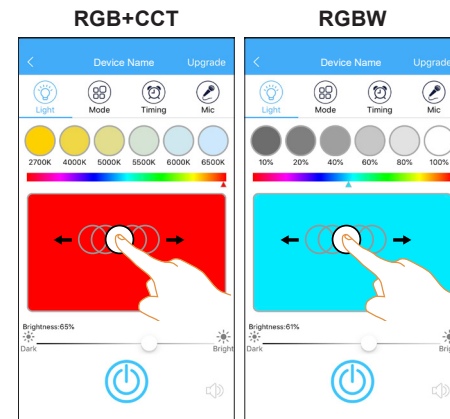 RGB+CCT
RGBW
Device Name Upgrade
Light Mode Timing Mic
2700K 4000K 5000K 5500K 6000K 6500K
Brightness:65%
Dark Bright
Device Name Upgrade
Light Mode Timing Mic
10% 20% 40% 60% 80% 100%
Brightness:61%
Dark Bri